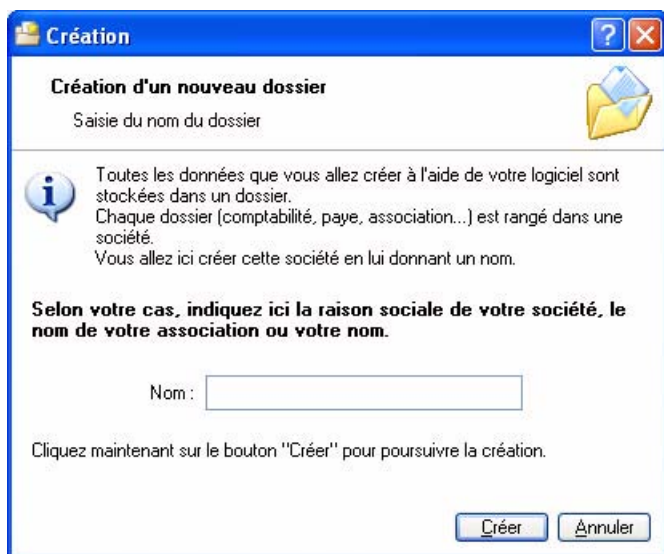 Création
Création d'un nouveau dossier
Saisie du nom du dossier
Toutes les données que vous allez créer à l'aide de votre logiciel sont
stockées dans un dossier.
Chaque dossier (comptabilité, paye, association...) est rangé dans une
société.
Vous allez ici créer cette société en lui donnant un nom.
Selon votre cas, indiquez ici la raison sociale de votre société, le
nom de votre association ou votre nom.
Nom :
Cliquez maintenant sur le bouton "Créer" pour poursuivre la création.
Créer Annuler